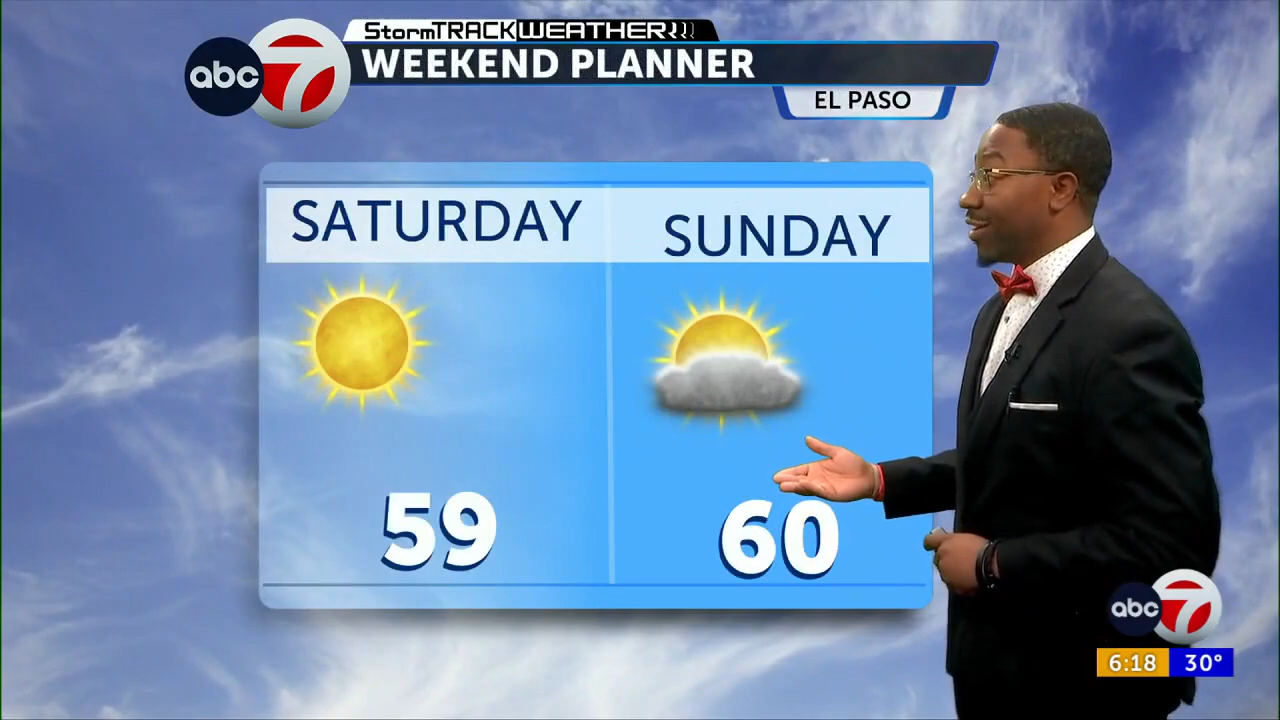 StormTRACKWEATHER
abc 7
WEEKEND PLANNER
EL PASO
SATURDAY
SUNDAY
59
60
abc 7
6:18 30°